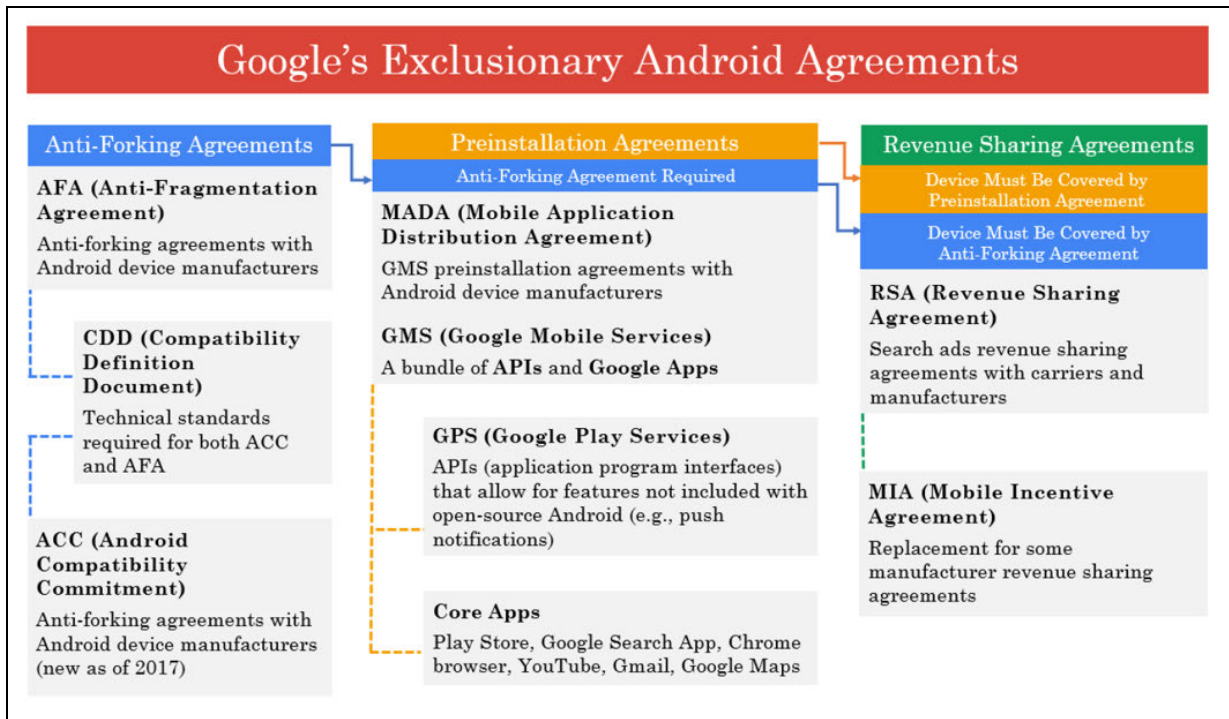 Google’s Exclusionary Android Agreements
Anti-Forking Agreements
AFA (Anti-Fragmentation
Agreement)
Anti-forking agreements with
Android device manufacturers
CDD (Compatibility
Definition
Document)
Technical standards
required for both ACC
and AFA
ACC (Android
Compatibility
Commitment)
Anti-forking agreements with
Android device manufacturers
(new as of 2017)
Preinstallation Agreements
Anti-Forking Agreement Required
MADA (Mobile Application
Distribution Agreement)
GMS preinstallation agreements with
Android device manufacturers
GMS (Google Mobile Services)
A bundle of APIs and Google Apps
GPS (Google Play Services)
APIs (application program interfaces)
that allow for features not included with
open-source Android (e.g., push
notifications)
Core Apps
Play Store, Google Search App, Chrome
browser, YouTube, Gmail, Google Maps
Revenue Sharing Agreements
Device Must Be Covered by
Preinstallation Agreement
Device Must Be Covered by
Anti-Forking Agreement
RSA (Revenue Sharing
Agreement)
Search ads revenue sharing
agreements with carriers and
manufacturers
MIA (Mobile Incentive
Agreement)
Replacement for some
manufacturer revenue sharing
agreements